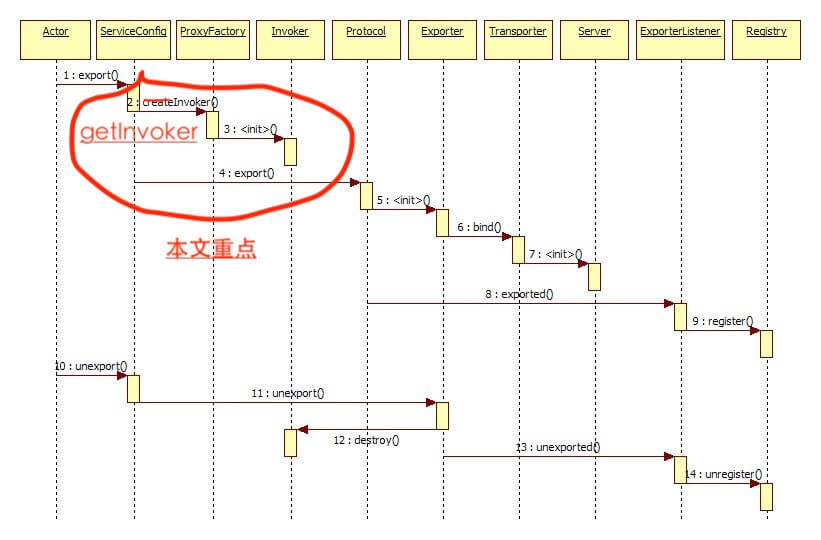 Actor ServiceConfig ProxyFactory Invoker Protocol Exporter Transporter Server ExporterListener Registry
1 : export()
2 : createInvoker()
getInvoker
3 : <init>()
4 : export()
5 : <init>()
6 : bind()
本文重点
7 : <init>()
8 : exported()
9 : register()
10 : unexport()
11 : unexport()
12 : destroy()
13 : unexported()
14 : unregister()